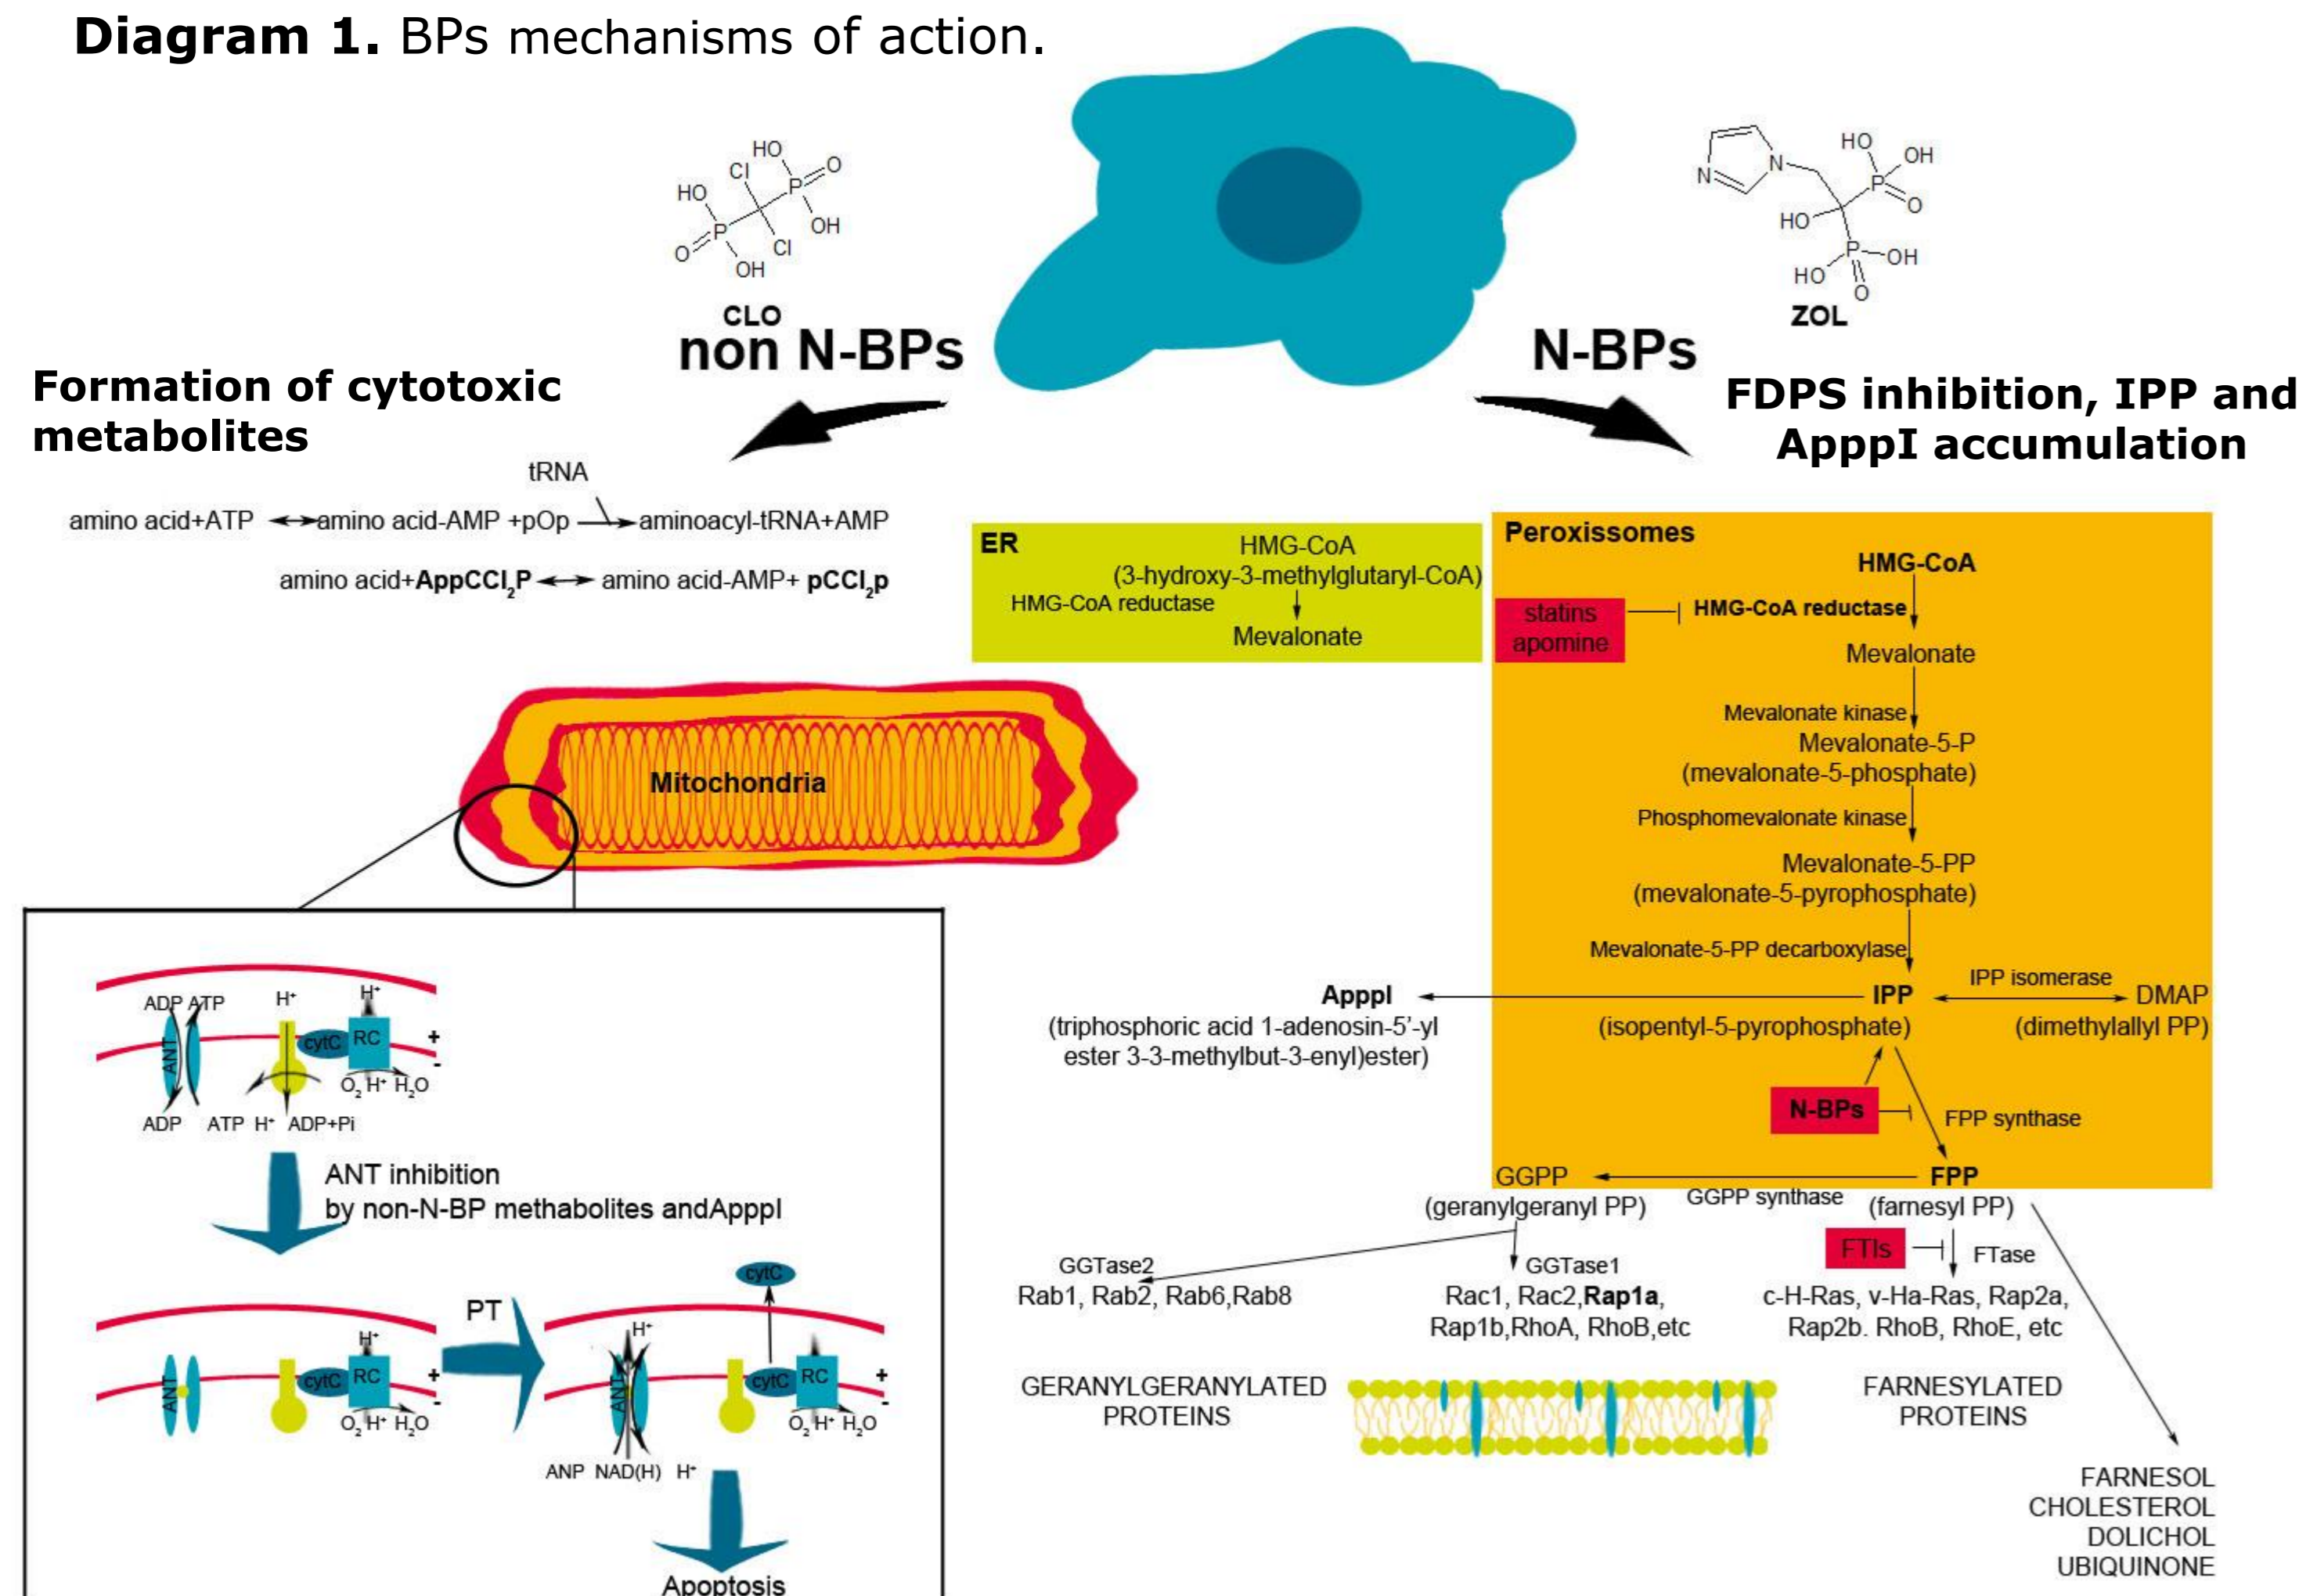 Diagram 1. BPs mechanisms of action.
HO
Cl
O
P
HO
P
OH
O
Cl
OH
CLO
non N-BPs
N
N
HO
OH
P
O
HO
P
OH
HO
O
ZOL
N-BPs
Formation of cytotoxic
metabolites
FDPS inhibition, IPP and
ApppI accumulation
tRNA
amino acid+ATP amino acid-AMP +pOp aminoacyl-tRNA+AMP
amino acid+AppCCl₂P amino acid-AMP+ pCCl₂p
ER
HMG-CoA
(3-hydroxy-3-methylglutaryl-CoA)
HMG-CoA reductase
Mevalonate
Peroxissomes
HMG-CoA
statins
apomine
HMG-CoA reductase
Mevalonate
Mevalonate kinase
Mevalonate-5-P
(mevalonate-5-phosphate)
Phosphomevalonate kinase
Mevalonate-5-PP
(mevalonate-5-pyrophosphate)
Mevalonate-5-PP decarboxylase
ApppI
(triphosphoric acid 1-adenosin-5'-yl
ester 3-3-methylbut-3-enyl)ester)
IPP
(isopentyl-5-pyrophosphate)
IPP isomerase
DMAP
(dimethylallyl PP)
N-BPs
FPP synthase
GGPP
(geranylgeranyl PP)
GGPP synthase
FPP
(farnesyl PP)
FTIs
FTase
GGTase2
Rab1, Rab2, Rab6,Rab8
GGTase1
Rac1, Rac2,Rap1a,
Rap1b,RhoA, RhoB,etc
c-H-Ras, v-Ha-Ras, Rap2a,
Rap2b. RhoB, RhoE, etc
GERANYLGERANYLATED
PROTEINS
FARNESYLATED
PROTEINS
FARNESOL
CHOLESTEROL
DOLICHOL
UBIQUINONE
Mitochondria
ADP ATP
H⁺
H⁺
ANT
cytC
RC
+
-
O₂ H⁺ H₂O
ADP
ATP H⁺ ADP+Pi
ANT inhibition
by non-N-BP methabolites andApppI
H⁺
ANT
cytC
RC
+
-
O₂ H⁺ H₂O
PT
cytC
H⁺
ANT
cytC
RC
+
-
O₂ H⁺ H₂O
ANP NAD(H) H⁺
Apoptosis